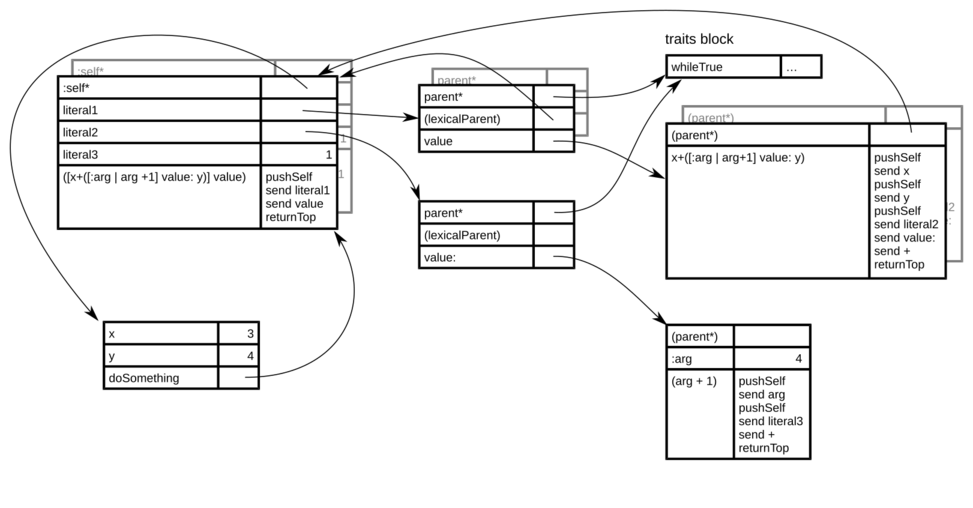 traits block
:self*
whileTrue ...
:self*
parent*
literal1
parent*
(parent*)
literal2
1
(lexicalParent)
(parent*)
literal3 1
value
x+([:arg | arg+1] value: y)
pushSelf
send x
pushSelf
send y
pushSelf
send literal2
send value:
send +
returnTop
([x+([:arg | arg +1] value: y)] value)
pushSelf
send literal1
send value
returnTop
1
l2
:
parent*
(lexicalParent)
value:
x 3
y 4
doSomething
(parent*)
:arg 4
(arg + 1)
pushSelf
send arg
pushSelf
send literal3
send +
returnTop